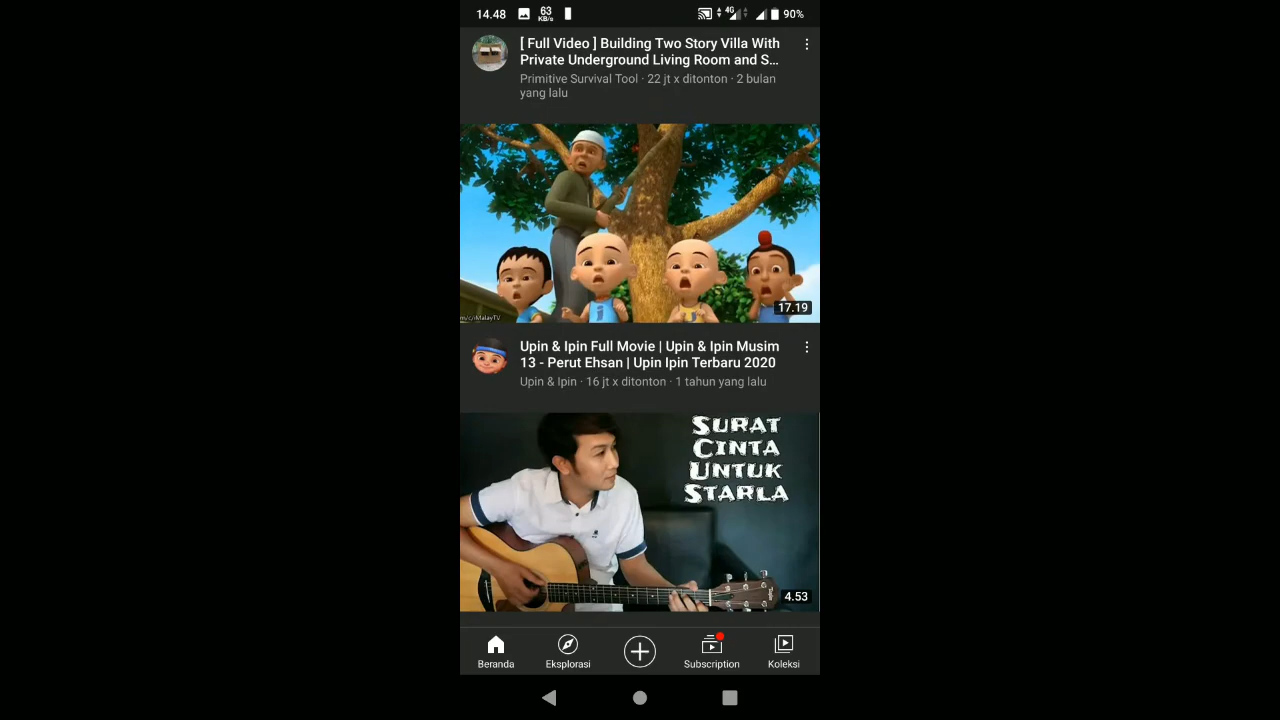 14.48
63
KB/s
4G
90%
[ Full Video ] Building Two Story Villa With
Private Underground Living Room and S...
Primitive Survival Tool · 22 jt x ditonton · 2 bulan
yang lalu
17.19
Upin & Ipin Full Movie | Upin & Ipin Musim
13 - Perut Ehsan | Upin Ipin Terbaru 2020
Upin & Ipin · 16 jt x ditonton · 1 tahun yang lalu
SURAT
CINTA
UNTUK
STARLA
4.53
Beranda
Eksplorasi
Subscription
Koleksi